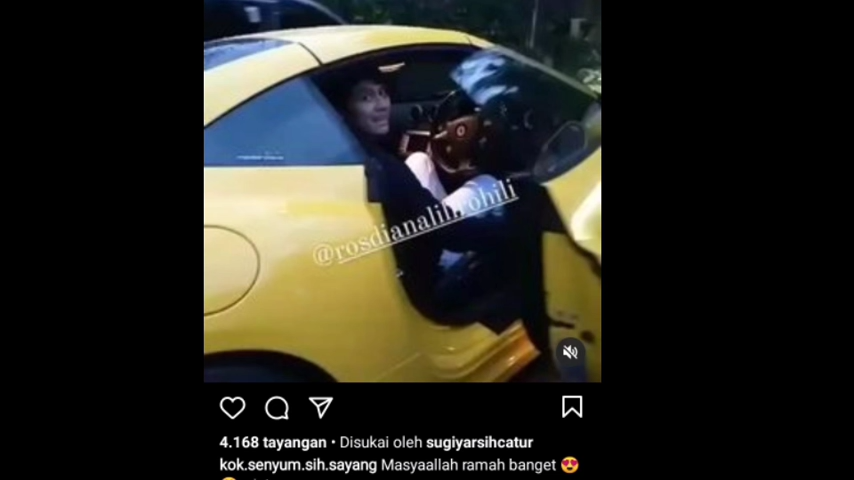 @rosdianalilirohili
4.168 tayangan • Disukai oleh sugiyarsihcatur
kok.senyum.sih.sayang Masyaallah ramah banget 😍